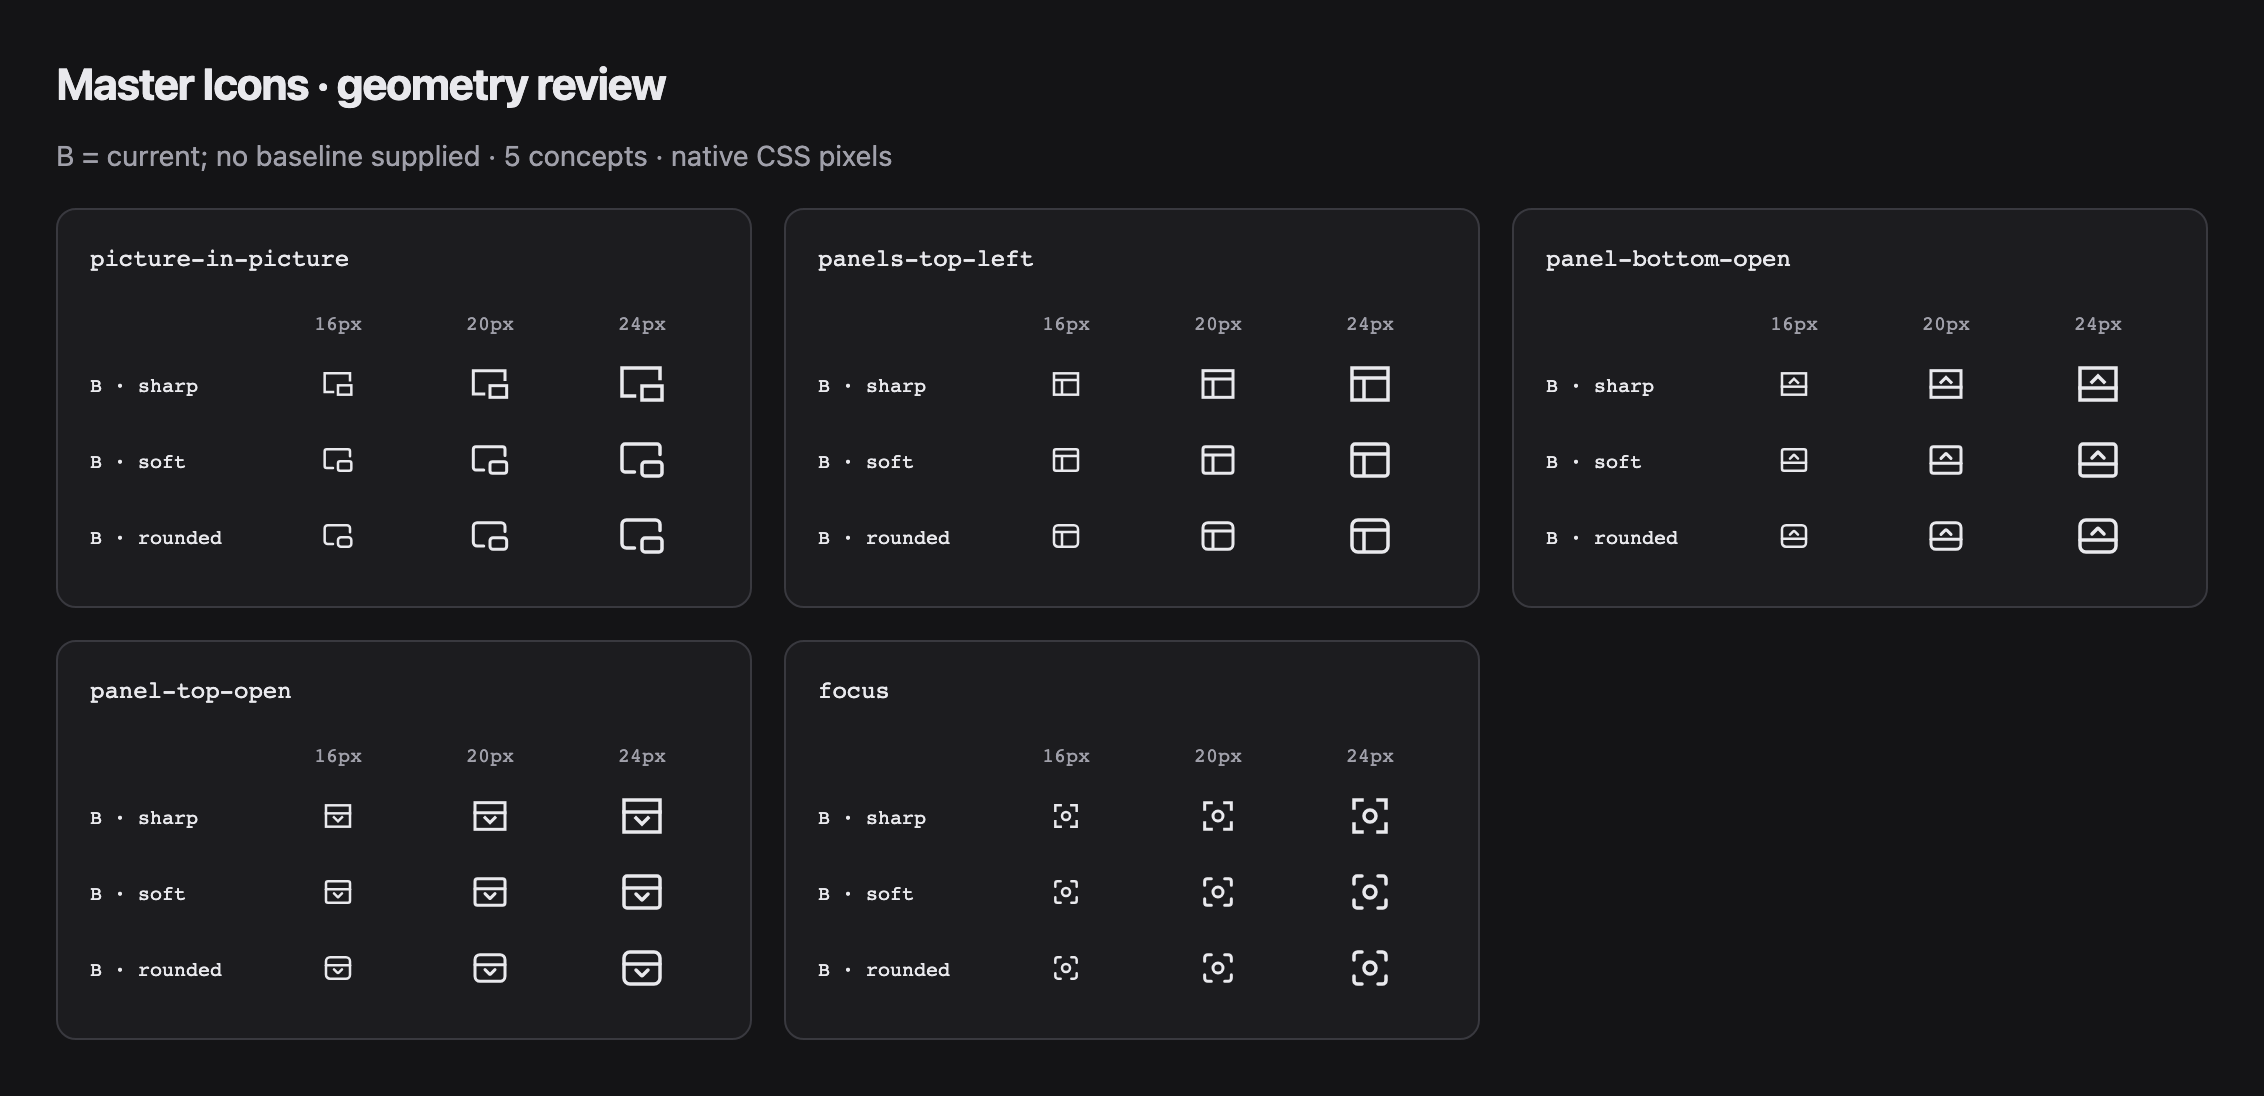 Master Icons · geometry review
B = current; no baseline supplied · 5 concepts · native CSS pixels
picture-in-picture
16px 20px 24px
B · sharp
B · soft
B · rounded
panels-top-left
16px 20px 24px
B · sharp
B · soft
B · rounded
panel-bottom-open
16px 20px 24px
B · sharp
B · soft
B · rounded
panel-top-open
16px 20px 24px
B · sharp
B · soft
B · rounded
focus
16px 20px 24px
B · sharp
B · soft
B · rounded